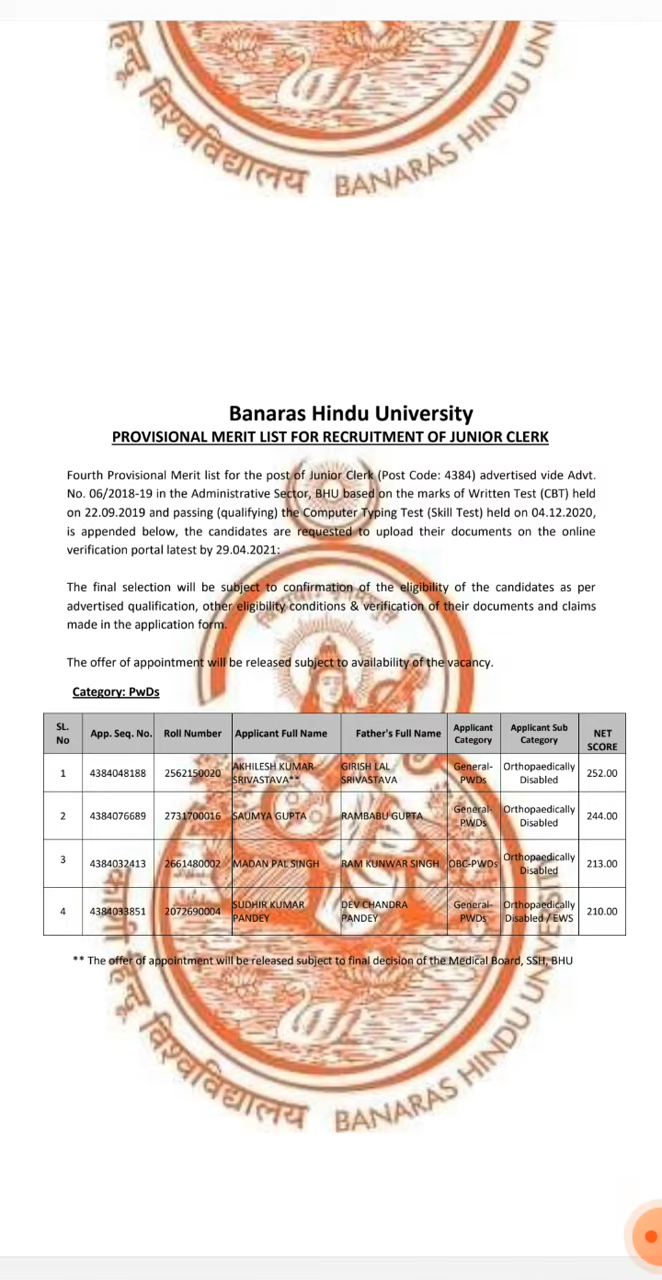 हिन्दू विश्वविद्यालय BANARAS HINDU UNI
Banaras Hindu University
PROVISIONAL MERIT LIST FOR RECRUITMENT OF JUNIOR CLERK
Fourth Provisional Merit list for the post of Junior Clerk (Post Code: 4384) advertised vide Advt.
No. 06/2018-19 in the Administrative Sector, BHU based on the marks of Written Test (CBT) held
on 22.09.2019 and passing (qualifying) the Computer Typing Test (Skill Test) held on 04.12.2020,
is appended below, the candidates are requested to upload their documents on the online
verification portal latest by 29.04.2021:
The final selection will be subject to confirmation of the eligibility of the candidates as per
advertised qualification, other eligibility conditions & verification of their documents and claims
made in the application form.
The offer of appointment will be released subject to availability of the vacancy.
Category: PwDs
SL. No App. Seq. No. Roll Number Applicant Full Name Father's Full Name Applicant Category Applicant Sub Category NET SCORE
1 4384048188 2562150020 AKHILESH KUMAR SRIVASTAVA** GIRISH LAL SRIVASTAVA General-PWDs Orthopaedically Disabled 252.00
2 4384076689 2731700016 SAUMYA GUPTA RAMBABU GUPTA General-PWDs Orthopaedically Disabled 244.00
3 4384032413 2661480002 MADAN PAL SINGH RAM KUNWAR SINGH OBC-PWDs Orthopaedically Disabled 213.00
4 4384033851 2072690004 SUDHIR KUMAR PANDEY DEV CHANDRA PANDEY General-PWDs Orthopaedically Disabled / EWS 210.00
** The offer of appointment will be released subject to final decision of the Medical Board, SSH, BHU
हिन्दू विश्वविद्यालय BANARAS HINDU UNIVERSITY